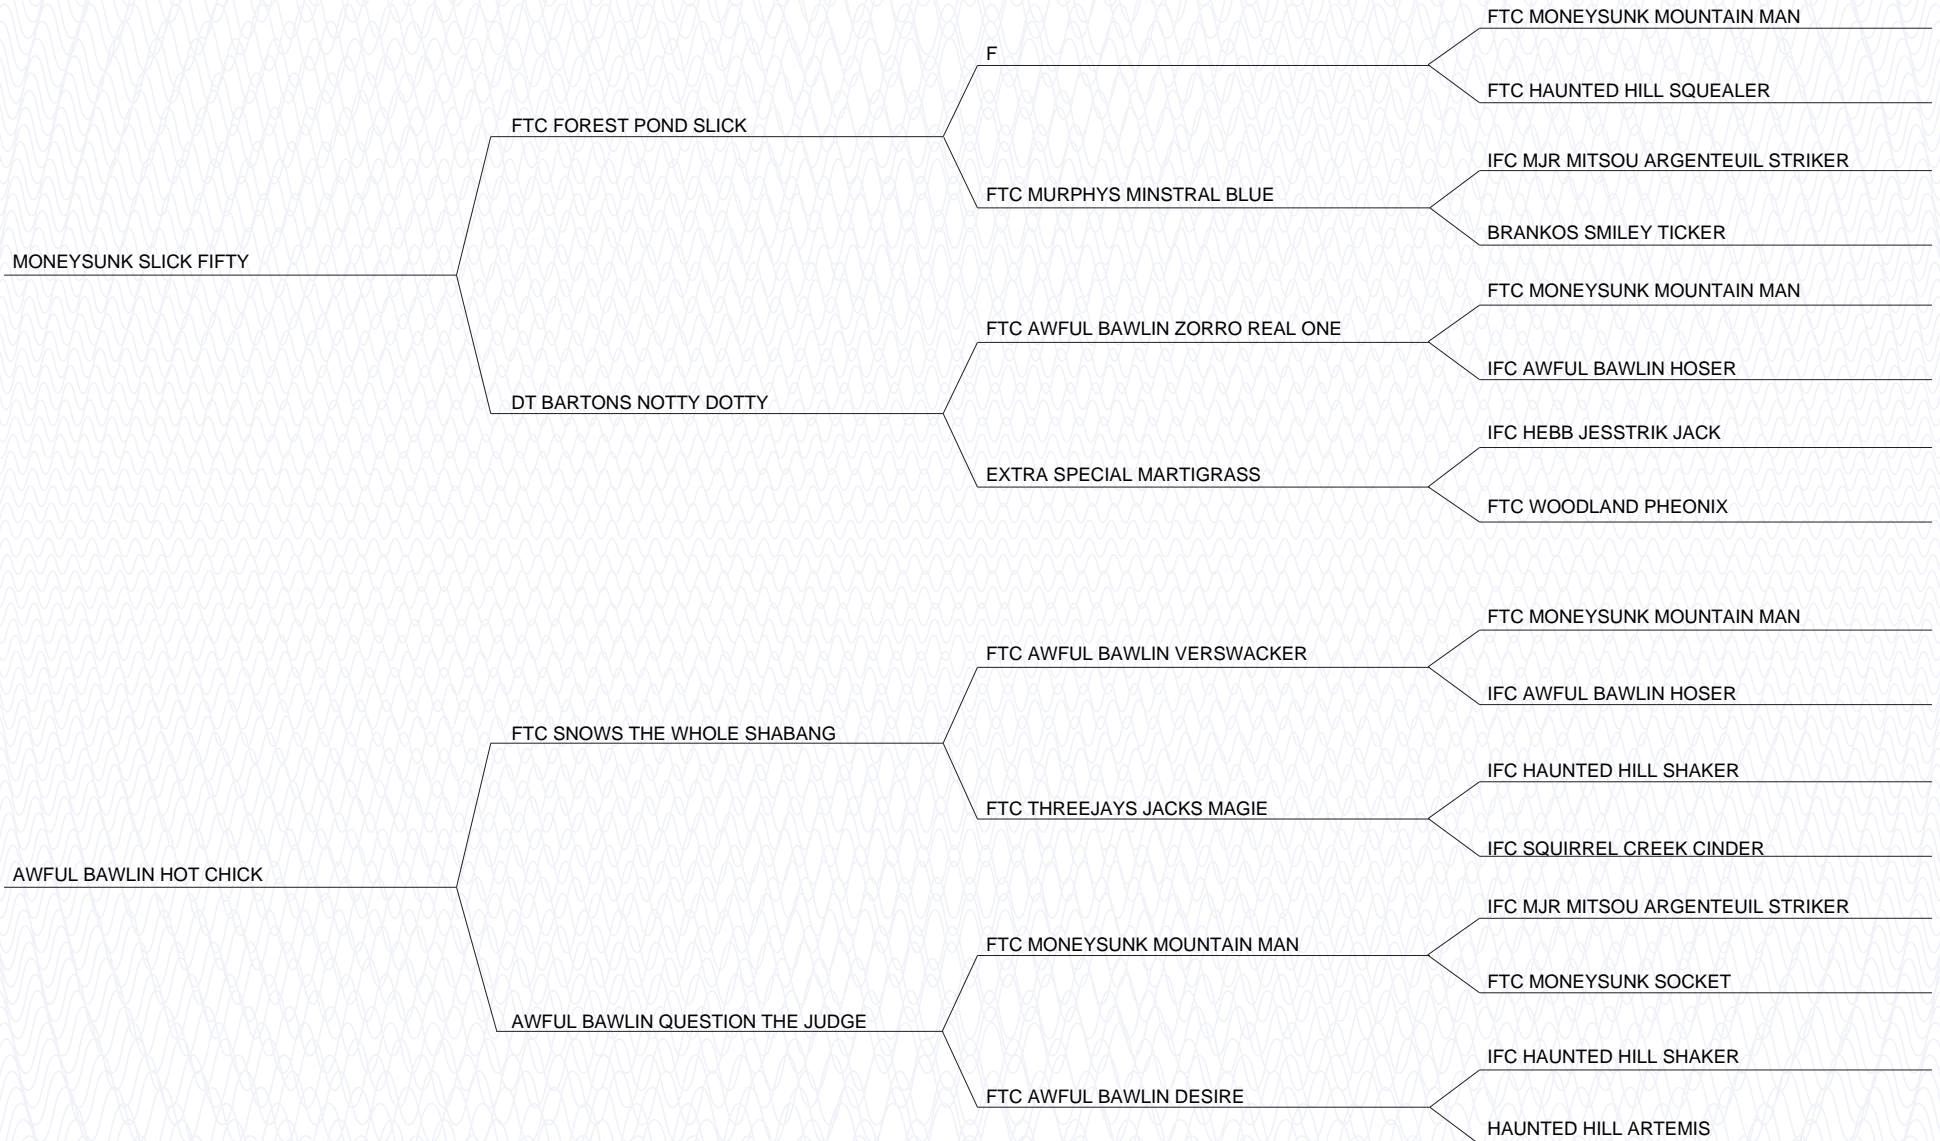 FTC MONEYSUNK MOUNTAIN MAN
F
FTC HAUNTED HILL SQUEALER
FTC FOREST POND SLICK
IFC MJR MITSOU ARGENTEUIL STRIKER
FTC MURPHYS MINSTRAL BLUE
BRANKOS SMILEY TICKER
MONEYSUNK SLICK FIFTY
FTC MONEYSUNK MOUNTAIN MAN
FTC AWFUL BAWLIN ZORRO REAL ONE
IFC AWFUL BAWLIN HOSER
DT BARTONS NOTTY DOTTY
IFC HEBB JESSTRIK JACK
EXTRA SPECIAL MARTIGRASS
FTC WOODLAND PHEONIX
FTC MONEYSUNK MOUNTAIN MAN
FTC AWFUL BAWLIN VERSWACKER
IFC AWFUL BAWLIN HOSER
FTC SNOWS THE WHOLE SHABANG
IFC HAUNTED HILL SHAKER
FTC THREEJAYS JACKS MAGIE
IFC SQUIRREL CREEK CINDER
AWFUL BAWLIN HOT CHICK
IFC MJR MITSOU ARGENTEUIL STRIKER
FTC MONEYSUNK MOUNTAIN MAN
FTC MONEYSUNK SOCKET
AWFUL BAWLIN QUESTION THE JUDGE
IFC HAUNTED HILL SHAKER
FTC AWFUL BAWLIN DESIRE
HAUNTED HILL ARTEMIS